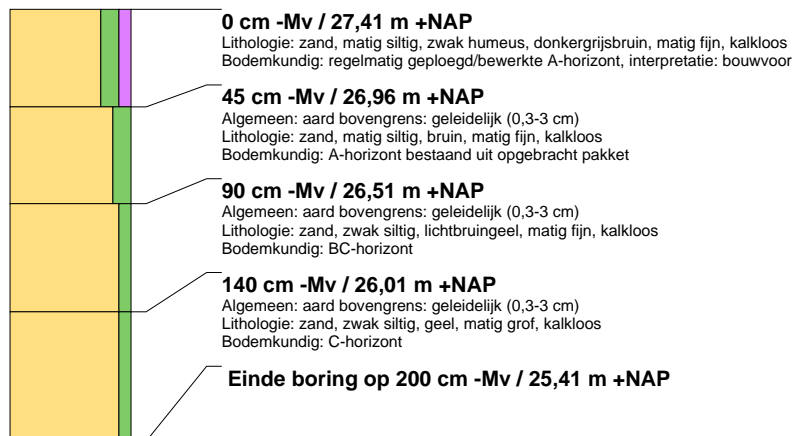 0 cm -Mv / 27,41 m +NAP
Lithologie: zand, matig siltig, zwak humeus, donkergrijsbruin, matig fijn, kalkloos
Bodemkundig: regelmatig geploegd/bewerkte A-horizont, interpretatie: bouwvoor
45 cm -Mv / 26,96 m +NAP
Algemeen: aard bovengrens: geleidelijk (0,3-3 cm)
Lithologie: zand, matig siltig, bruin, matig fijn, kalkloos
Bodemkundig: A-horizont bestaand uit opgebracht pakket
90 cm -Mv / 26,51 m +NAP
Algemeen: aard bovengrens: geleidelijk (0,3-3 cm)
Lithologie: zand, zwak siltig, lichtbruingeel, matig fijn, kalkloos
Bodemkundig: BC-horizont
140 cm -Mv / 26,01 m +NAP
Algemeen: aard bovengrens: geleidelijk (0,3-3 cm)
Lithologie: zand, zwak siltig, geel, matig grof, kalkloos
Bodemkundig: C-horizont
Einde boring op 200 cm -Mv / 25,41 m +NAP